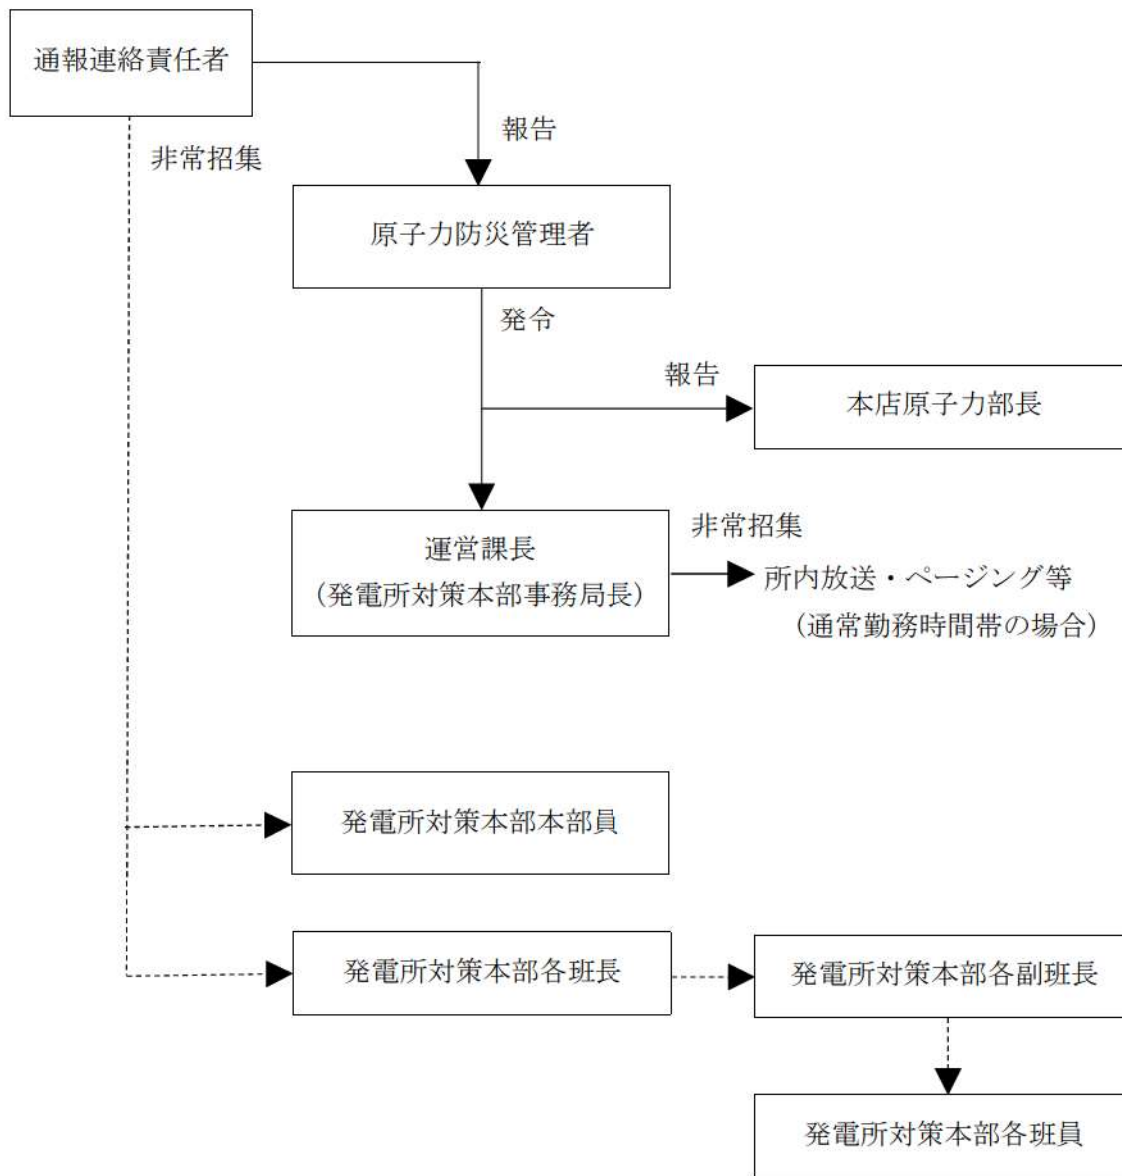 通報連絡責任者
報告
非常招集
原子力防災管理者
発令
報告
本店原子力部長
運営課長
(発電所対策本部事務局長)
非常招集
所内放送・ページング等
(通常勤務時間帯の場合)
発電所対策本部本部員
発電所対策本部各班長
発電所対策本部各副班長
発電所対策本部各班員